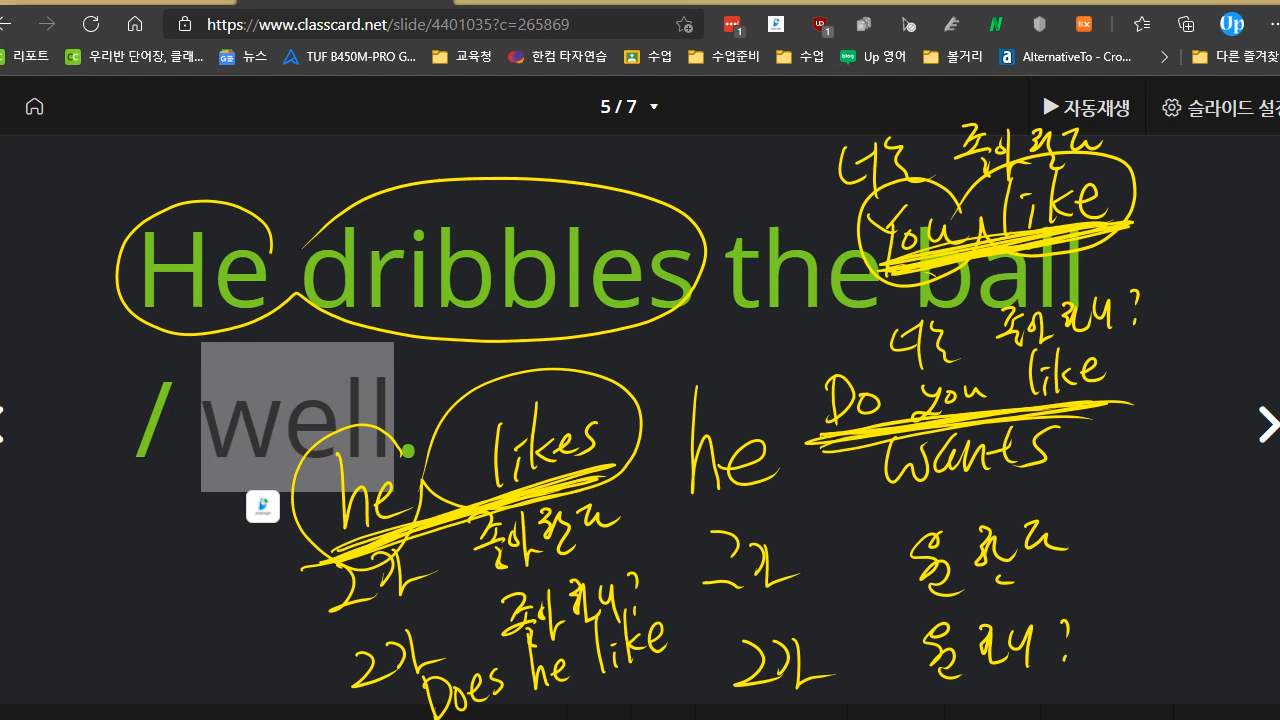 https://www.classcard.net/slide/4401035?c=265869
리포트 우리반 단어장, 클래... 뉴스 TUF B450M-PRO G... 교육청 한컴 타자연습 수업 수업준비 수업 Up 영어 볼거리 AlternativeTo - Cro... 다른 즐겨찾
5 / 7 자동재생 슬라이드 설정
너는 좋아한다
You like
He dribbles the ball
너는 좋아하니?
Do you like
/ well.
he likes
he wants
그가 좋아한다
그가 원한다
그가 좋아하니?
그가 원하니?
Does he like